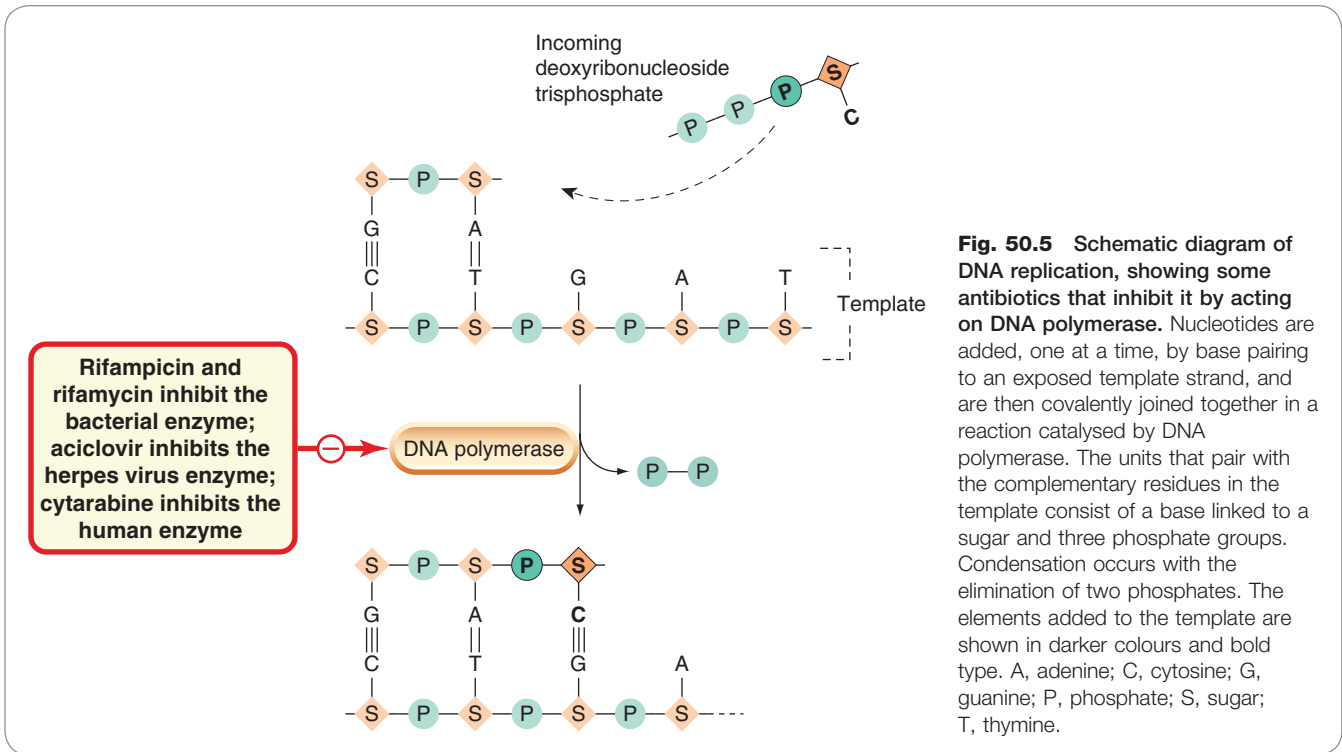 Incoming
deoxyribonucleoside
trisphosphate
P P P S
C
S P S
G A
C T G A T
S P S P S P S P S
Template
Rifampicin and
rifamycin inhibit the
bacterial enzyme;
aciclovir inhibits the
herpes virus enzyme;
cytarabine inhibits the
human enzyme
−
DNA polymerase
P P
S P S P S
G A C
C T G A
S P S P S P S
Fig. 50.5 Schematic diagram of
DNA replication, showing some
antibiotics that inhibit it by acting
on DNA polymerase. Nucleotides are
added, one at a time, by base pairing
to an exposed template strand, and
are then covalently joined together in a
reaction catalysed by DNA
polymerase. The units that pair with
the complementary residues in the
template consist of a base linked to a
sugar and three phosphate groups.
Condensation occurs with the
elimination of two phosphates. The
elements added to the template are
shown in darker colours and bold
type. A, adenine; C, cytosine; G,
guanine; P, phosphate; S, sugar;
T, thymine.